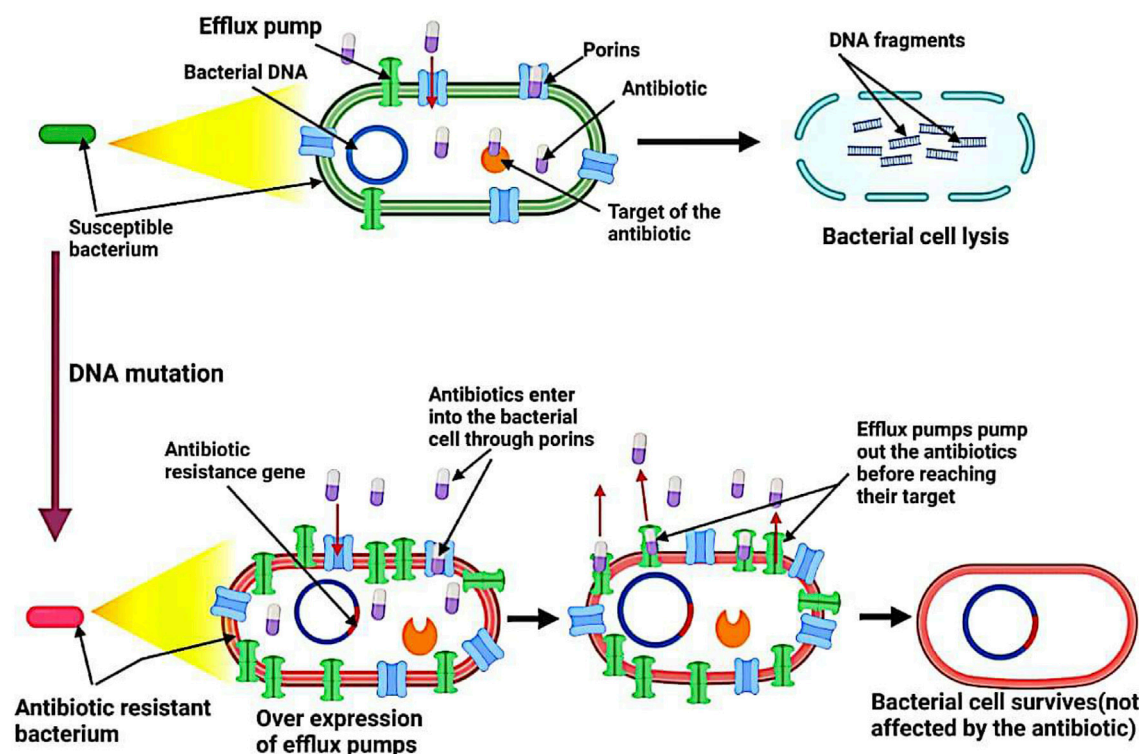 Efflux pump
Bacterial DNA
Porins
Antibiotic
DNA fragments
Susceptible
bacterium
Target of the
antibiotic
Bacterial cell lysis
DNA mutation
Antibiotic
resistance gene
Antibiotics enter
into the bacterial
cell through porins
Efflux pumps pump
out the antibiotics
before reaching
their target
Antibiotic resistant
bacterium
Over expression
of efflux pumps
Bacterial cell survives(not
affected by the antibiotic)